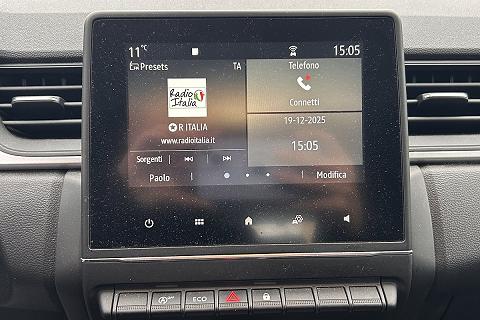 11°C
15:05
Presets
TA
Radio
Italia
R ITALIA
www.radioitalia.it
Sorgenti
Paolo
Telefono
Connetti
19-12-2025
15:05
Modifica
ECO